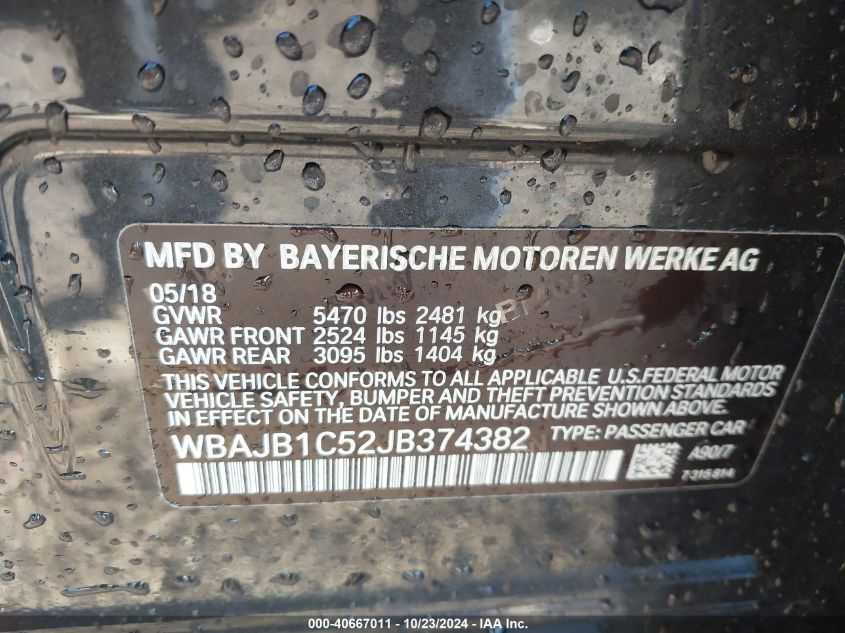 MFD BY BAYERISCHE MOTOREN WERKE AG
05/18
GVWR 5470 lbs 2481 kg
GAWR FRONT 2524 lbs 1145 kg
GAWR REAR 3095 lbs 1404 kg
THIS VEHICLE CONFORMS TO ALL APPLICABLE U.S.FEDERAL MOTOR
VEHICLE SAFETY, BUMPER AND THEFT PREVENTION STANDARDS
IN EFFECT ON THE DATE OF MANUFACTURE SHOWN ABOVE.
WBAJB1C52JB374382 TYPE: PASSENGER CAR
A90/7
7315914
000-40667011 - 10/23/2024 - IAA Inc.